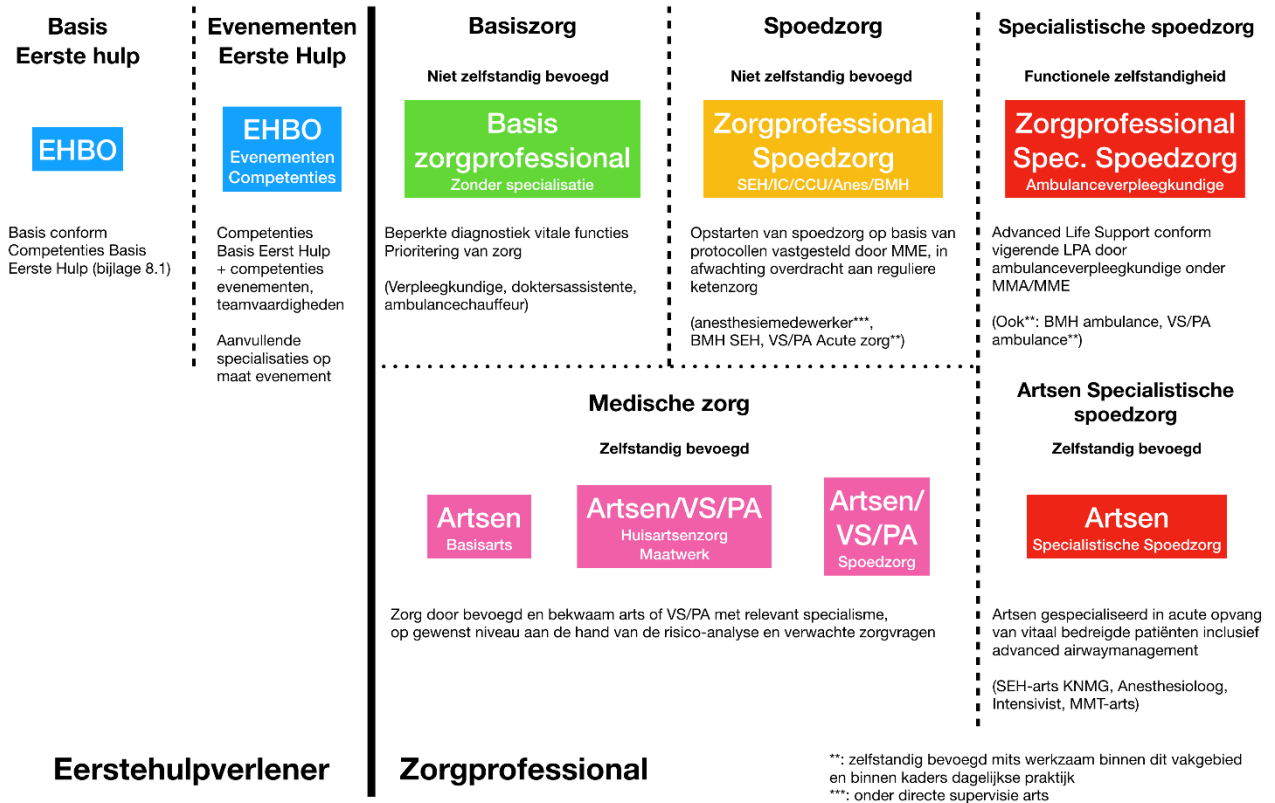 Basis
Eerste hulp
EHBO
Basis conform
Competenties Basis
Eerste Hulp (bijlage 8.1)
Evenementen
Eerste Hulp
EHBO
Evenementen
Competenties
Competenties
Basis Eerst Hulp
+ competenties
evenementen,
teamvaardigheden
Aanvullende
specialisaties op
maat evenement
Basiszorg
Niet zelfstandig bevoegd
Basis
zorgprofessional
Zonder specialisatie
Beperkte diagnostiek vitale functies
Prioritering van zorg
(Verpleegkundige, doktersassistente,
ambulancechauffeur)
Spoedzorg
Niet zelfstandig bevoegd
Zorgprofessional
Spoedzorg
SEH/IC/CCU/Anes/BMH
Opstarten van spoedzorg op basis van
protocollen vastgesteld door MME, in
afwachting overdracht aan reguliere
ketenzorg
(anesthesiemedewerker***,
BMH SEH, VS/PA Acute zorg**)
Specialistische spoedzorg
Functionele zelfstandigheid
Zorgprofessional
Spec. Spoedzorg
Ambulanceverpleegkundige
Advanced Life Support conform
vigerende LPA door
ambulanceverpleegkundige onder
MMA/MME
(Ook**: BMH ambulance, VS/PA
ambulance**)
Medische zorg
Zelfstandig bevoegd
Artsen
Basisarts
Artsen/VS/PA
Huisartsenzorg
Maatwerk
Artsen/
VS/PA
Spoedzorg
Zorg door bevoegd en bekwaam arts of VS/PA met relevant specialisme,
op gewenst niveau aan de hand van de risico-analyse en verwachte zorgvragen
Artsen Specialistische
spoedzorg
Zelfstandig bevoegd
Artsen
Specialistische Spoedzorg
Artsen gespecialiseerd in acute opvang
van vitaal bedreigde patiënten inclusief
advanced airwaymanagement
(SEH-arts KNMG, Anesthesioloog,
Intensivist, MMT-arts)
Eerstehulpverlener
Zorgprofessional
**: zelfstandig bevoegd mits werkzaam binnen dit vakgebied
en binnen kaders dagelijkse praktijk
***: onder directe supervisie arts